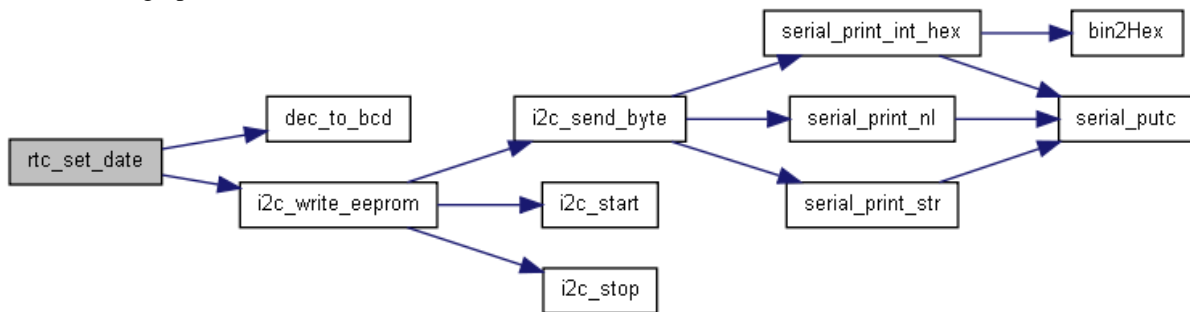 serial_print_int_hex
bin2Hex
dec_to_bcd
i2c_send_byte
serial_print_nl
serial_putc
rtc_set_date
i2c_write_eeprom
i2c_start
serial_print_str
i2c_stop